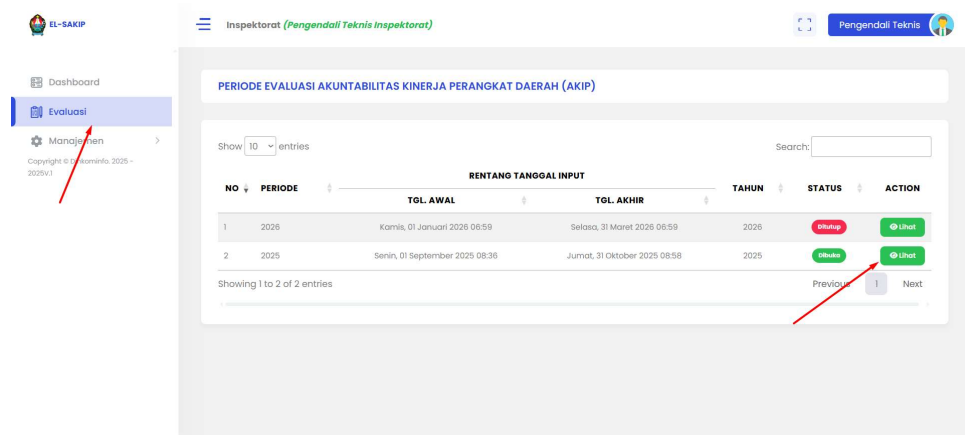 EL-SAKIP
Inspektorat (Pengendali Teknis Inspektorat)
Pengendali Teknis
Dashboard
Evaluasi
Manajemen
Copyright © Diskominfo. 2025 -
2025V.1
PERIODE EVALUASI AKUNTABILITAS KINERJA PERANGKAT DAERAH (AKIP)
Show 10 entries
Search:
NO PERIODE RENTANG TANGGAL INPUT TAHUN STATUS ACTION
TGL. AWAL TGL. AKHIR
1 2026 Kamis, 01 Januari 2026 06:59 Selasa, 31 Maret 2026 06:59 2026 Ditutup Lihat
2 2025 Senin, 01 September 2025 08:36 Jumat, 31 Oktober 2025 08:58 2025 Dibuka Lihat
Showing 1 to 2 of 2 entries
Previous 1 Next